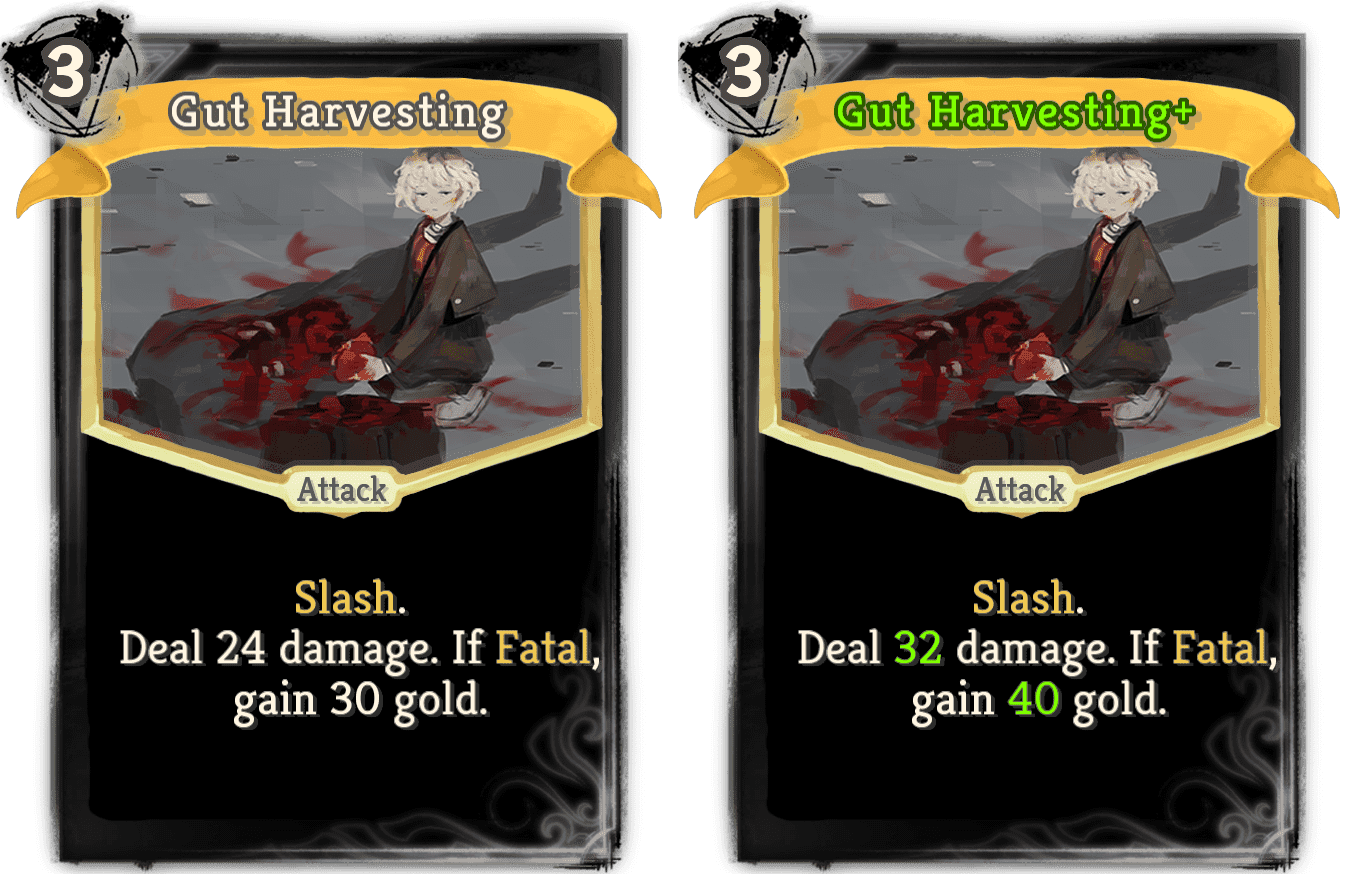 3
Gut Harvesting
Attack
Slash.
Deal 24 damage. If Fatal,
gain 30 gold.
3
Gut Harvesting+
Attack
Slash.
Deal 32 damage. If Fatal,
gain 40 gold.